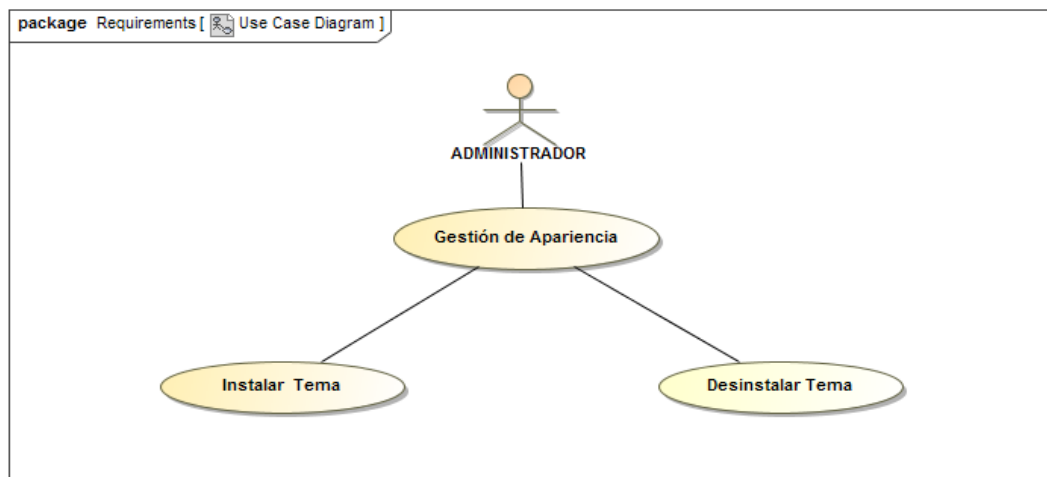 package Requirements [ Use Case Diagram ]
ADMINISTRADOR
Gestión de Apariencia
Instalar Tema
Desinstalar Tema